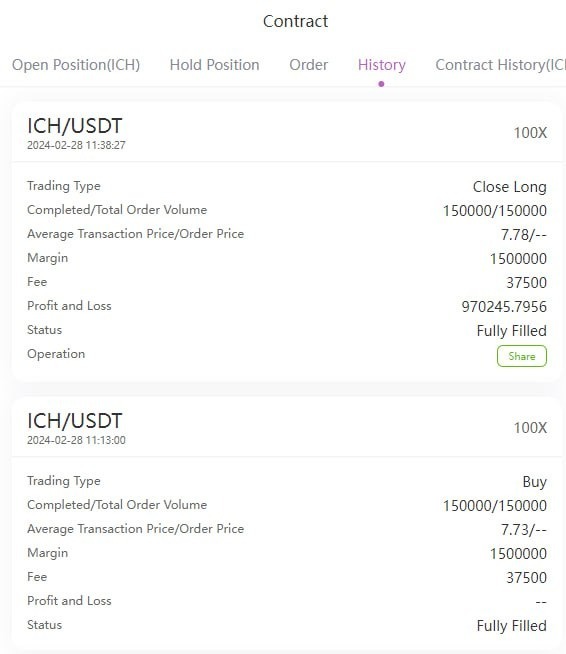 Contract
Open Position(ICH) Hold Position Order History Contract History(ICH
ICH/USDT 100X
2024-02-28 11:38:27
Trading Type Close Long
Completed/Total Order Volume 150000/150000
Average Transaction Price/Order Price 7.78/--
Margin 1500000
Fee 37500
Profit and Loss 970245.7956
Status Fully Filled
Operation Share
ICH/USDT 100X
2024-02-28 11:13:00
Trading Type Buy
Completed/Total Order Volume 150000/150000
Average Transaction Price/Order Price 7.73/--
Margin 1500000
Fee 37500
Profit and Loss --
Status Fully Filled